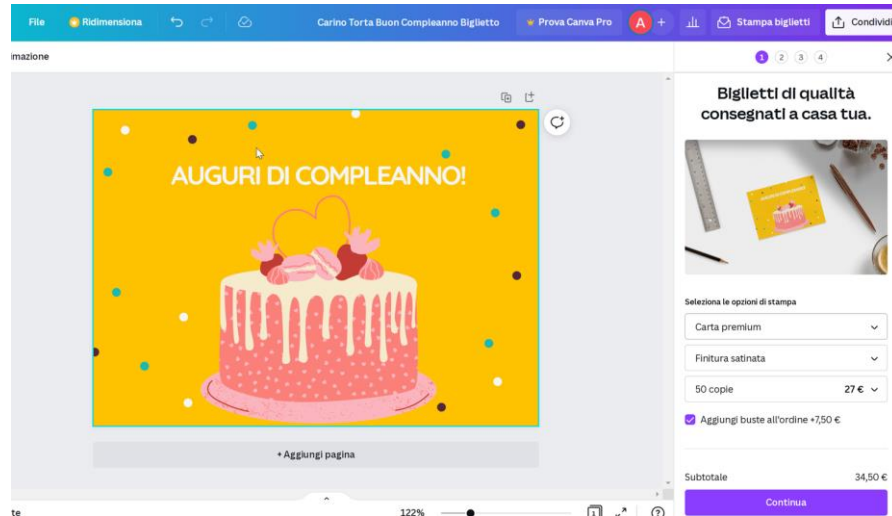 File Ridimensiona Carino Torta Buon Compleanno Biglietto Prova Canva Pro A + Stampa biglietti Condividi
imazione
1 2 3 4
Biglietti di qualità
consegnati a casa tua.
AUGURI DI COMPLEANNO!
Seleziona le opzioni di stampa
Carta premium
Finitura satinata
50 copie 27 €
Aggiungi buste all'ordine +7,50 €
+ Aggiungi pagina
Subtotale 34,50 €
Continua
te 122% 1 ?